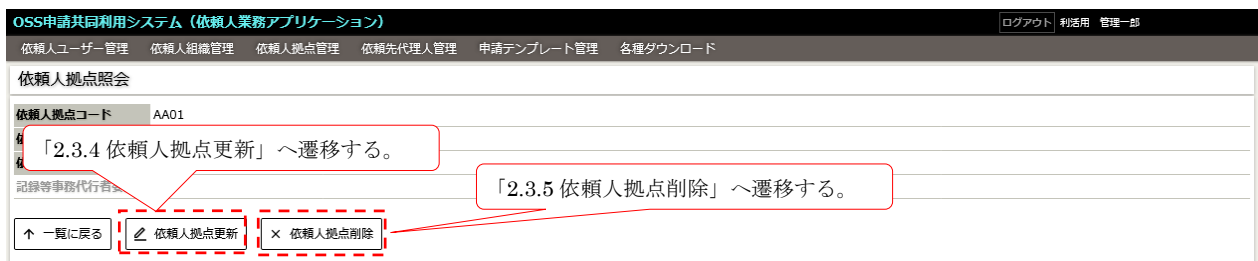 OSS申請共同利用システム（依頼人業務アプリケーション）
ログアウト 利活用 管理一郎
依頼人ユーザー管理 依頼人組織管理 依頼人拠点管理 依頼先代理人管理 申請テンプレート管理 各種ダウンロード
依頼人拠点照会
依頼人拠点コード AA01
「2.3.4 依頼人拠点更新」へ遷移する。
記録等事務代行者
「2.3.5 依頼人拠点削除」へ遷移する。
↑ 一覧に戻る 依頼人拠点更新 × 依頼人拠点削除